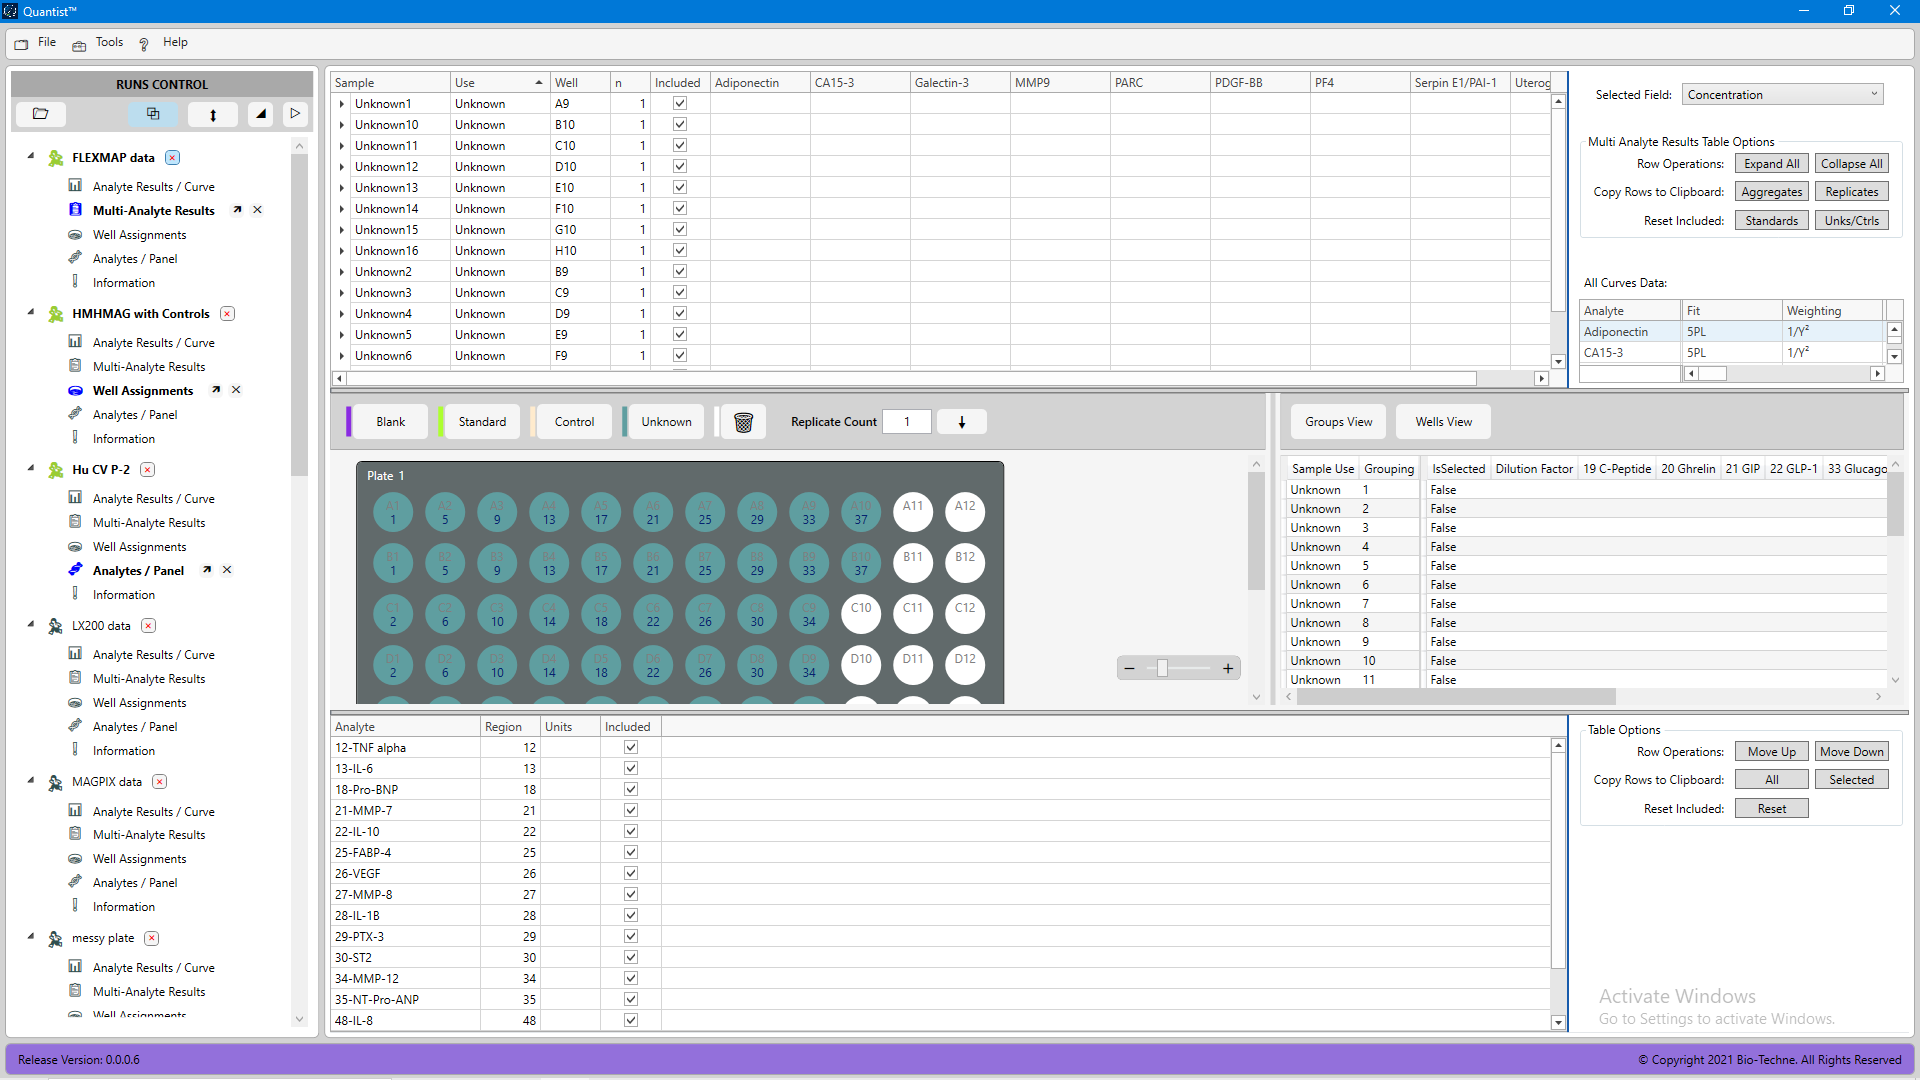 Quantist™
File Tools Help
RUNS CONTROL
FLEXMAP data
Analyte Results / Curve
Multi-Analyte Results
Well Assignments
Analytes / Panel
Information
HMHMAG with Controls
Analyte Results / Curve
Multi-Analyte Results
Well Assignments
Analytes / Panel
Information
Hu CV P-2
Analyte Results / Curve
Multi-Analyte Results
Well Assignments
Analytes / Panel
Information
LX200 data
Analyte Results / Curve
Multi-Analyte Results
Well Assignments
Analytes / Panel
Information
MAGPIX data
Analyte Results / Curve
Multi-Analyte Results
Well Assignments
Analytes / Panel
Information
messy plate
Analyte Results / Curve
Multi-Analyte Results
Well Assignments
Sample Use Well n Included Adiponectin CA15-3 Galectin-3 MMP9 PARC PDGF-BB PF4 Serpin E1/PAI-1 Uterog
Unknown1 Unknown A9 1
Unknown10 Unknown B10 1
Unknown11 Unknown C10 1
Unknown12 Unknown D10 1
Unknown13 Unknown E10 1
Unknown14 Unknown F10 1
Unknown15 Unknown G10 1
Unknown16 Unknown H10 1
Unknown2 Unknown B9 1
Unknown3 Unknown C9 1
Unknown4 Unknown D9 1
Unknown5 Unknown E9 1
Unknown6 Unknown F9 1
Selected Field: Concentration
Multi Analyte Results Table Options
Row Operations: Expand All Collapse All
Copy Rows to Clipboard: Aggregates Replicates
Reset Included: Standards Unks/Ctrls
All Curves Data:
Analyte Fit Weighting
Adiponectin 5PL 1/Y²
CA15-3 5PL 1/Y²
Blank Standard Control Unknown Replicate Count 1
Plate 1
A1 A2 A3 A4 A5 A6 A7 A8 A9 A10 A11 A12
1 5 9 13 17 21 25 29 33 37
B1 B2 B3 B4 B5 B6 B7 B8 B9 B10 B11 B12
1 5 9 13 17 21 25 29 33 37
C1 C2 C3 C4 C5 C6 C7 C8 C9 C10 C11 C12
2 6 10 14 18 22 26 30 34
D1 D2 D3 D4 D5 D6 D7 D8 D9 D10 D11 D12
2 6 10 14 18 22 26 30 34
Groups View Wells View
Sample Use Grouping IsSelected Dilution Factor 19 C-Peptide 20 Ghrelin 21 GIP 22 GLP-1 33 Glucago
Unknown 1 False
Unknown 2 False
Unknown 3 False
Unknown 4 False
Unknown 5 False
Unknown 6 False
Unknown 7 False
Unknown 8 False
Unknown 9 False
Unknown 10 False
Unknown 11 False
Analyte Region Units Included
12-TNF alpha 12
13-IL-6 13
18-Pro-BNP 18
21-MMP-7 21
22-IL-10 22
25-FABP-4 25
26-VEGF 26
27-MMP-8 27
28-IL-1B 28
29-PTX-3 29
30-ST2 30
34-MMP-12 34
35-NT-Pro-ANP 35
48-IL-8 48
Table Options
Row Operations: Move Up Move Down
Copy Rows to Clipboard: All Selected
Reset Included: Reset
Activate Windows
Go to Settings to activate Windows.
Release Version: 0.0.0.6
© Copyright 2021 Bio-Techne. All Rights Reserved